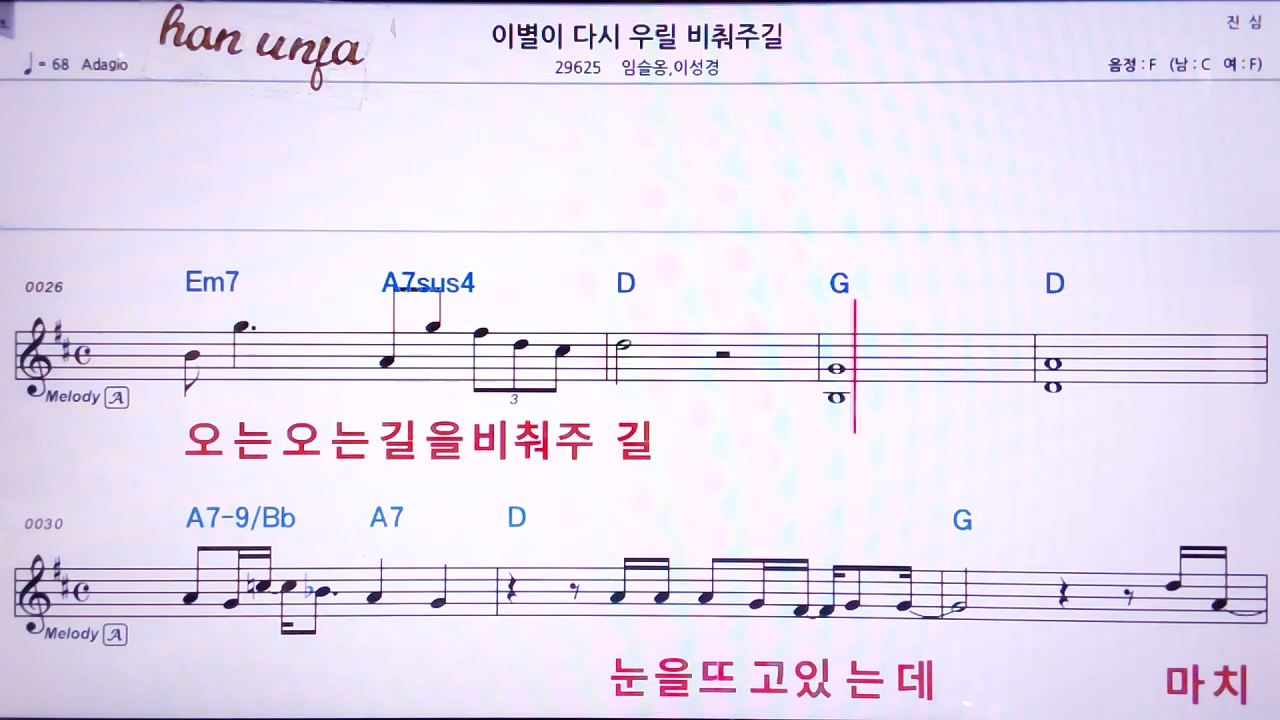 han unja
이별이 다시 우릴 비춰주길
진 심
♩= 68 Adagio
29625 임슬옹,이성경
음정 : F (남 : C 여 : F)
0026
Em7 A7sus4 D G D
Melody A
3
오 는 오 는 길 을 비 춰 주 길
0030
A7-9/Bb A7 D G
Melody A
눈 을 뜨 고 있 는 데 마 치